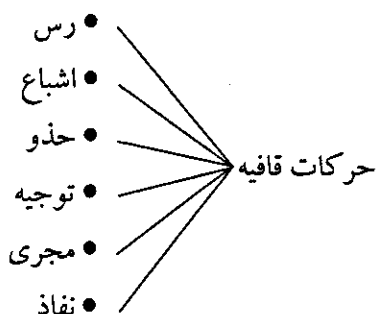 حرکات قافیه
● رس
● اشباع
● حذو
● توجیه
● مجری
● نفاذ